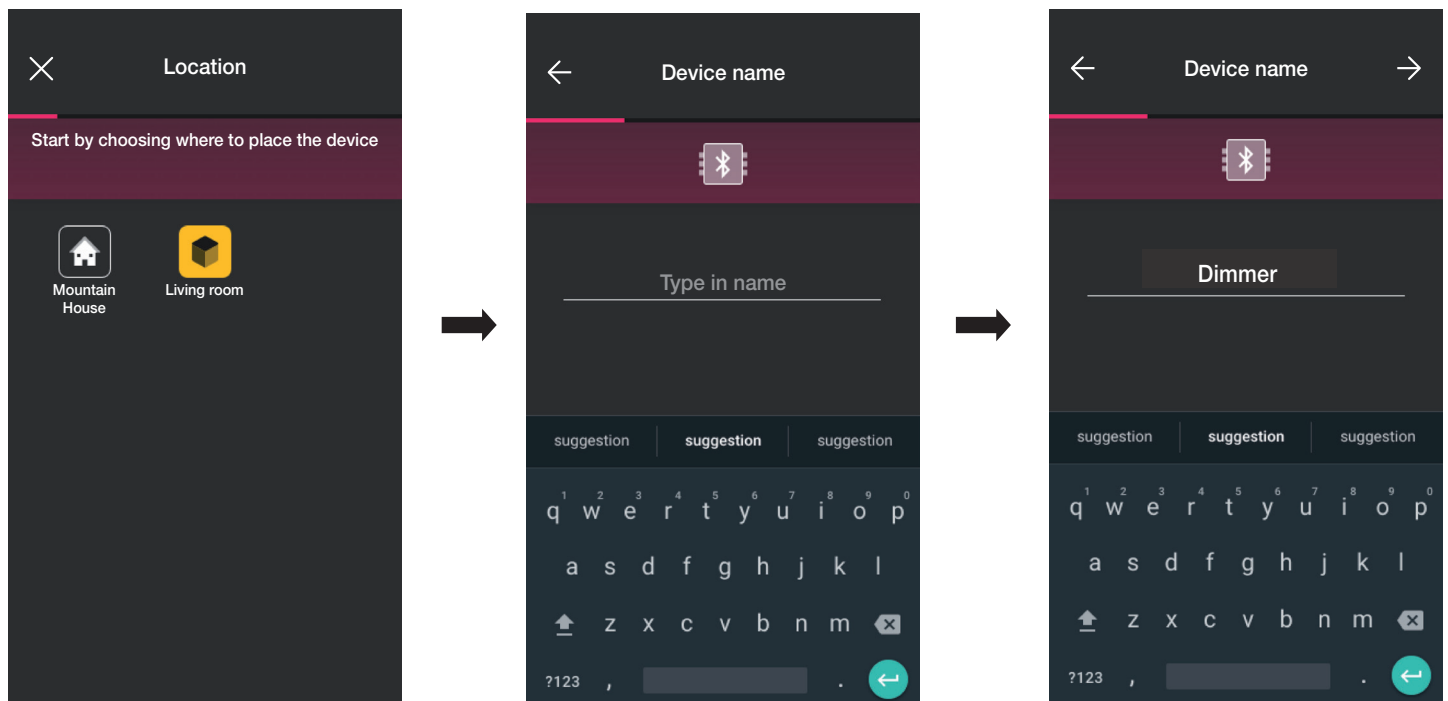 Location
Start by choosing where to place the device
Mountain
House
Living room
Device name
Type in name
suggestion suggestion suggestion
1 2 3 4 5 6 7 8 9 0
q w e r t y u i o p
a s d f g h j k l
z x c v b n m
?123 , .
Device name
Dimmer
suggestion suggestion suggestion
1 2 3 4 5 6 7 8 9 0
q w e r t y u i o p
a s d f g h j k l
z x c v b n m
?123 , .